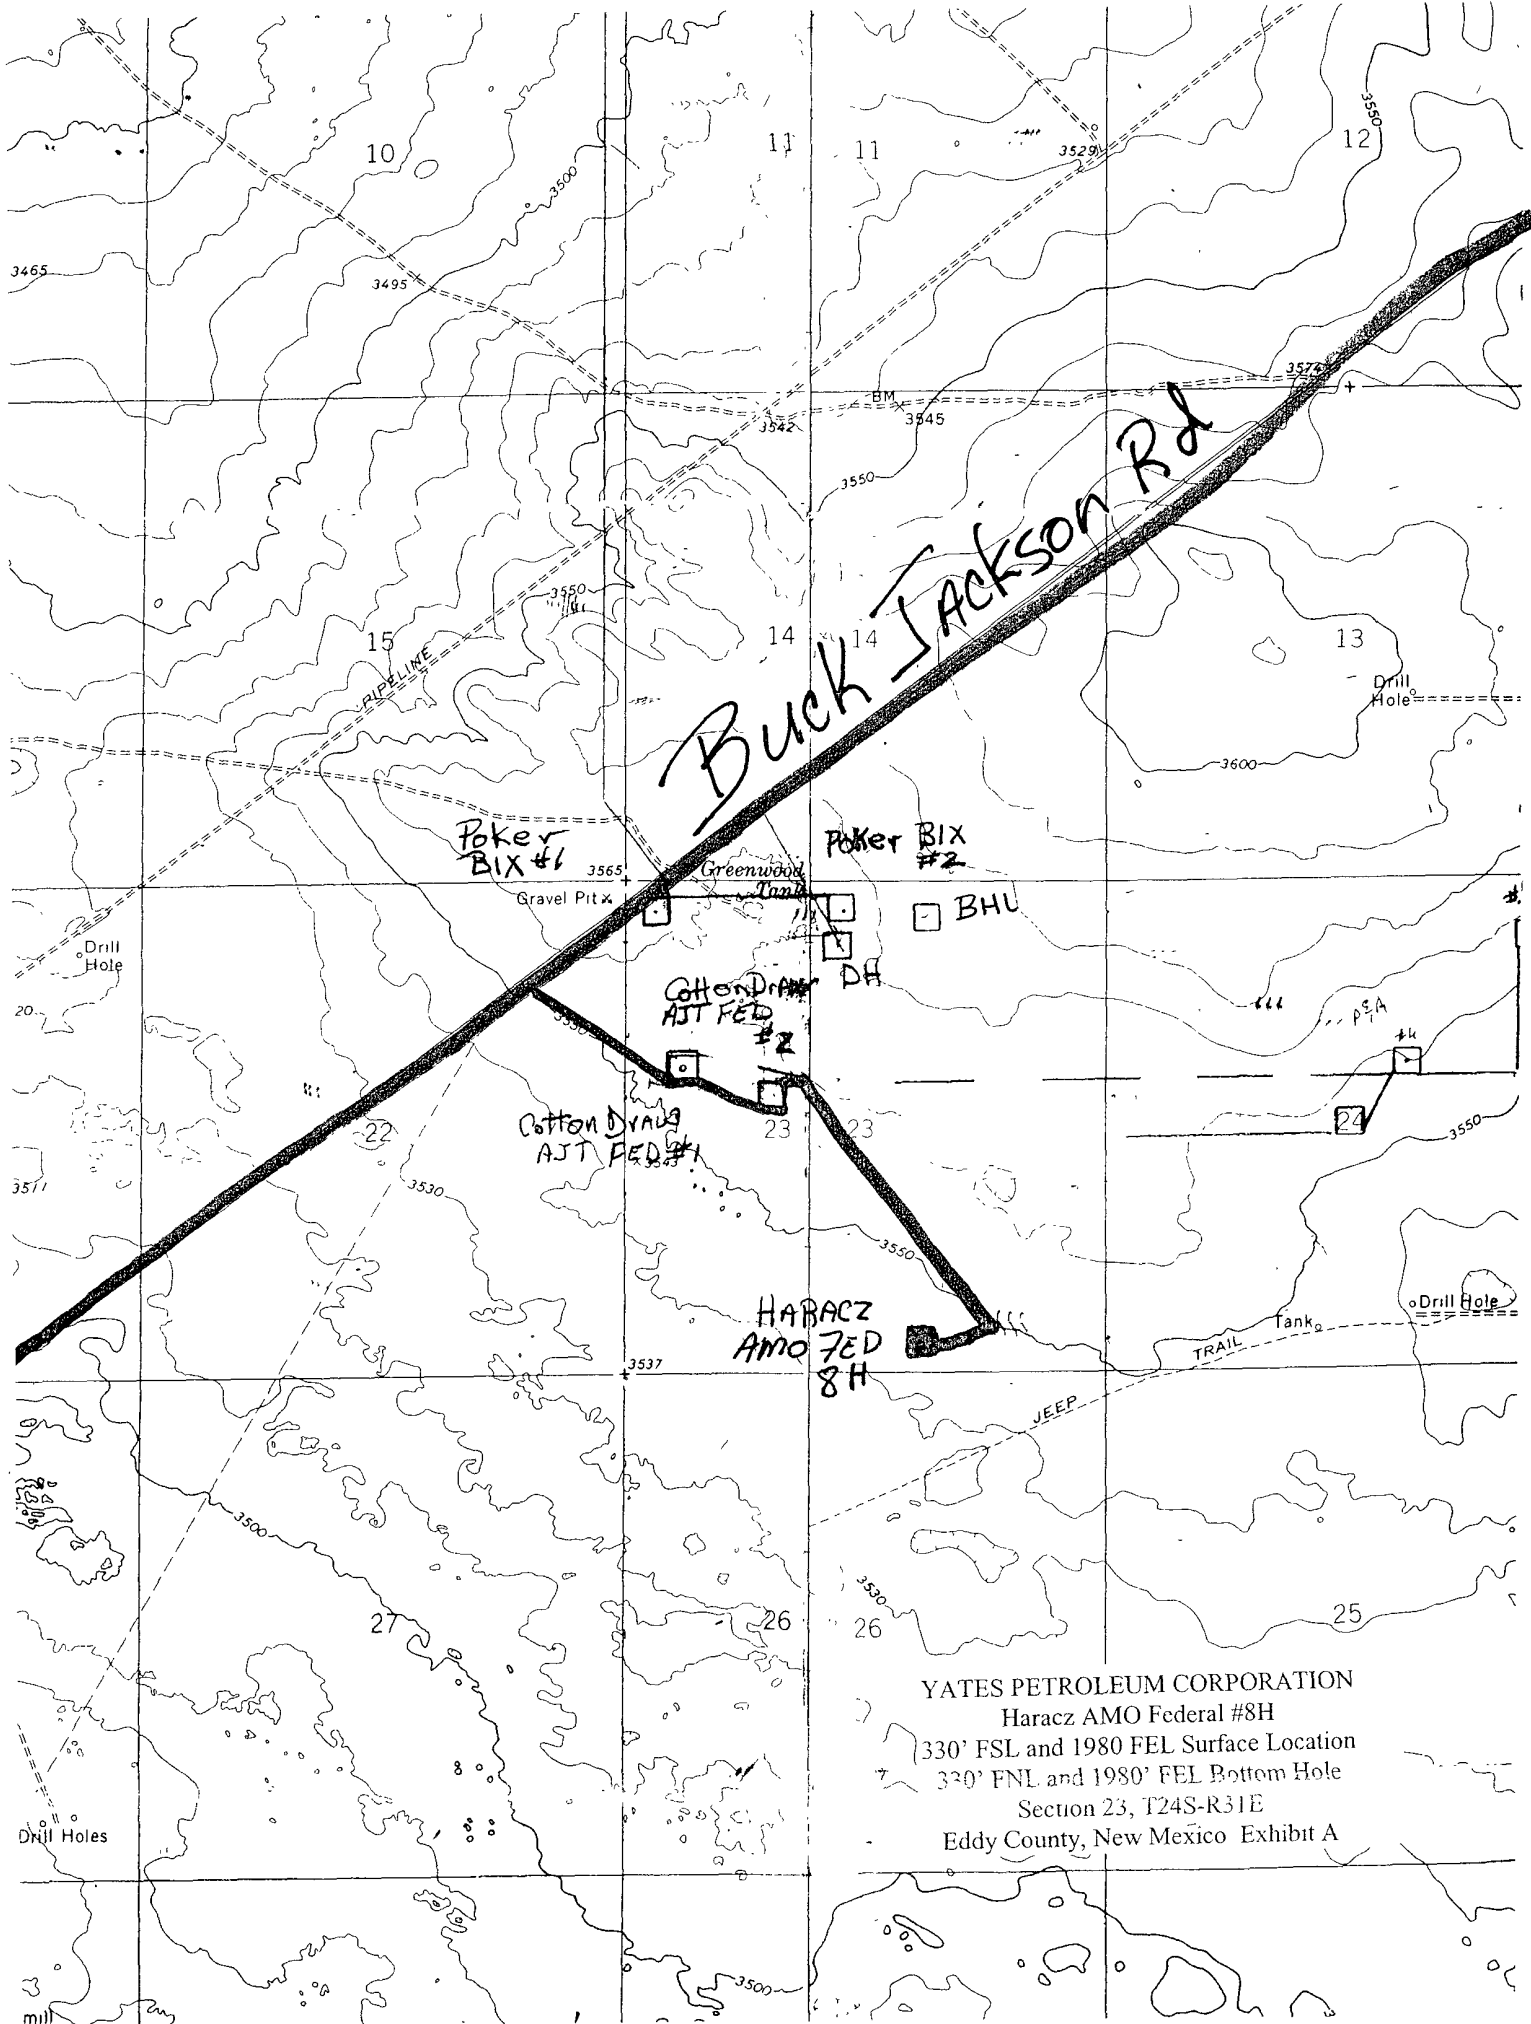 3550
10
11
11
3529
12
3500
3465
3495
3574
BM
3545
3542
3550
Buck Jackson Rd
3550
15
14
14
13
PIPELINE
Drill
Hole
3600
Poker
BIX #1
Poker BIX
#2
3565
Greenwood
Tank
Gravel Pit
BHL
Drill
Hole
DH
Cotton Draw
AJT FED
#2
20
3550
P&A
#4
Cotton Draw
AJT FED #1
22
23
23
24
3550
3543
3511
3530
3550
HARACZ
AMO FED
8H
Drill Hole
Tank
TRAIL
3537
JEEP
3500
3530
27
26
26
25
YATES PETROLEUM CORPORATION
Haracz AMO Federal #8H
330' FSL and 1980 FEL Surface Location
330' FNL and 1980' FEL Bottom Hole
Section 23, T24S-R31E
Eddy County, New Mexico Exhibit A
Drill Holes
3500
mill